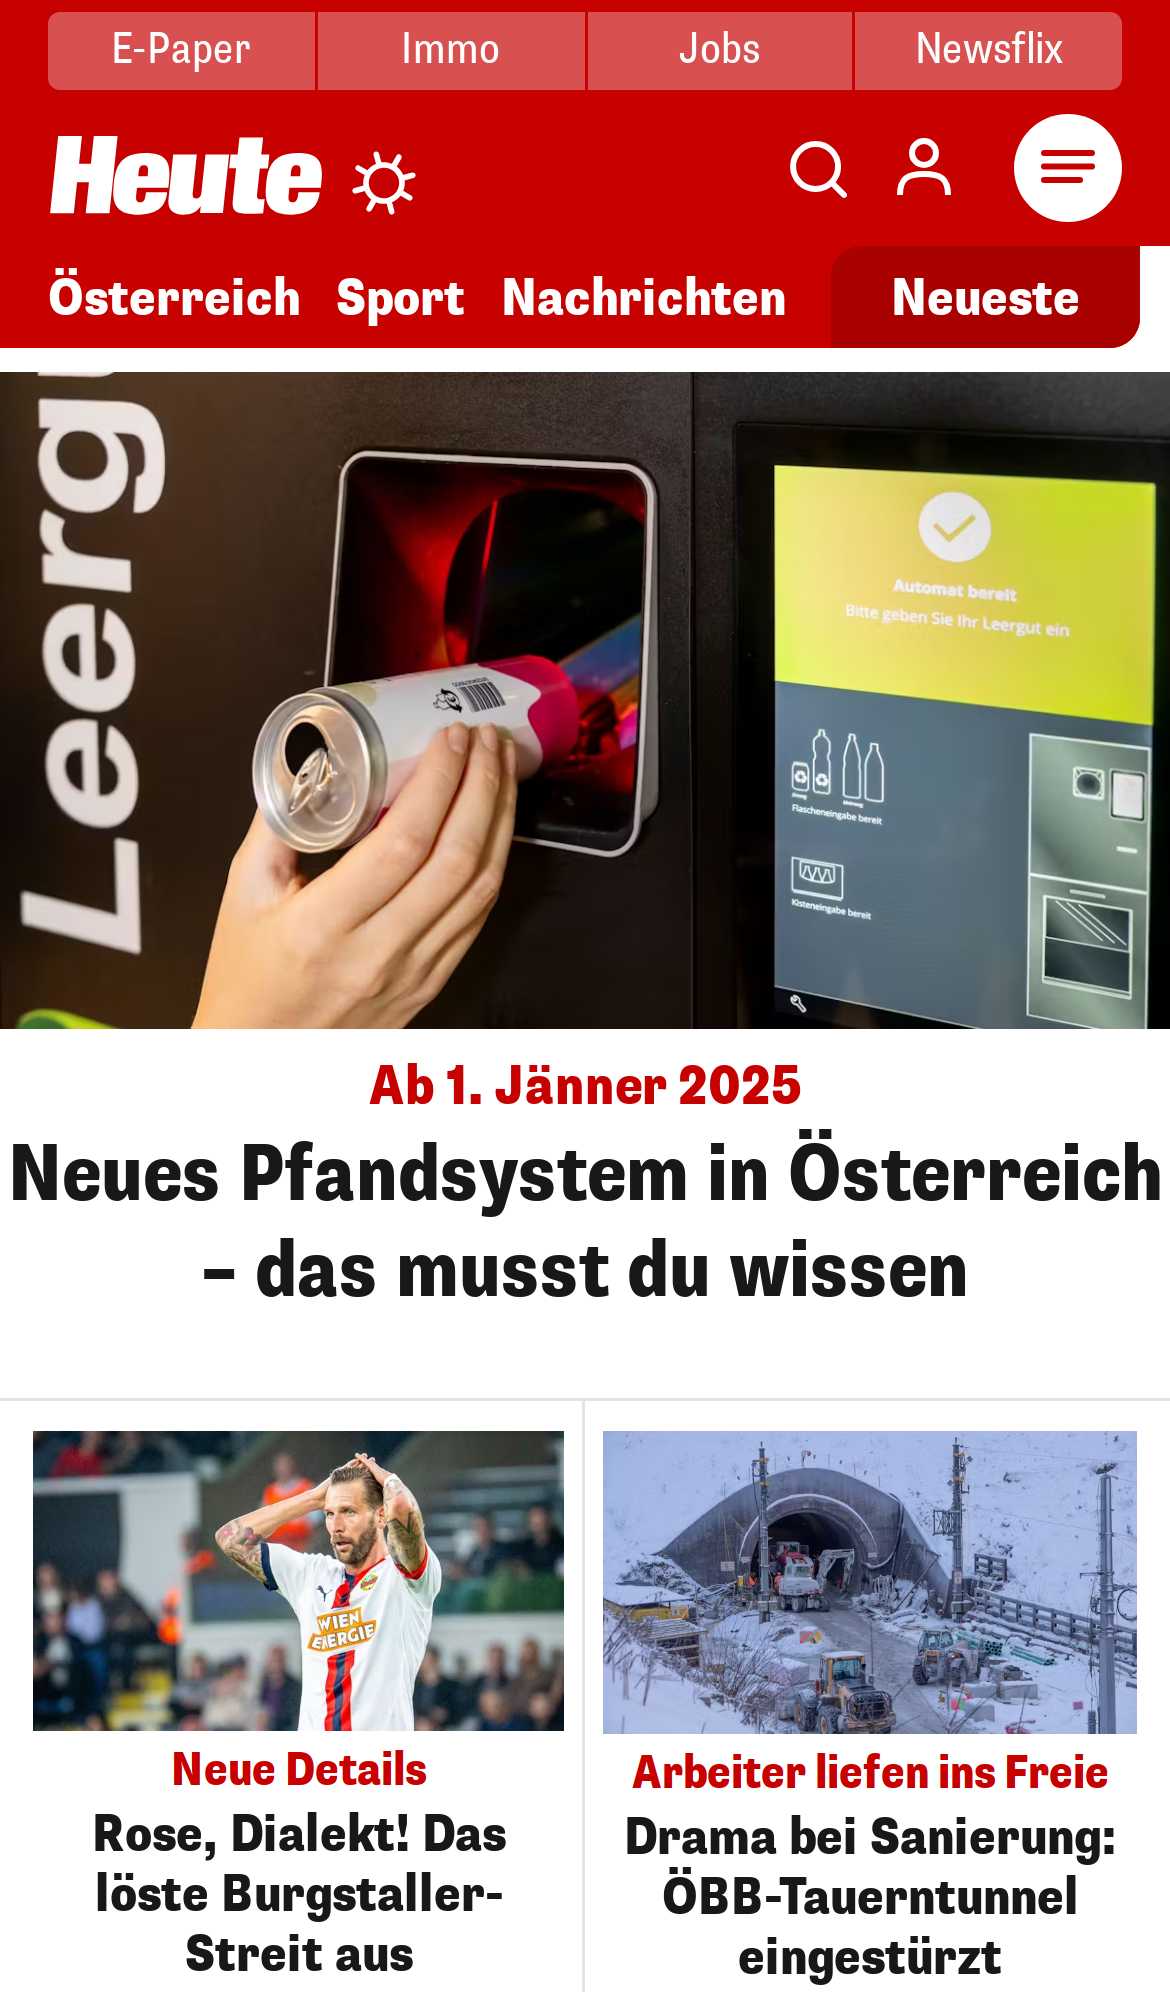 E-Paper
Immo
Jobs
Newsflix
Heute
Österreich
Sport
Nachrichten
Neueste
Leerg
Automat bereit
Bitte geben Sie Ihr Leergut ein
Flascheneingabe bereit
Kisteneingabe bereit
Ab 1. Jänner 2025
Neues Pfandsystem in Österreich
– das musst du wissen
WIEN
ENERGIE
Neue Details
Rose, Dialekt! Das
löste Burgstaller-
Streit aus
Arbeiter liefen ins Freie
Drama bei Sanierung:
ÖBB-Tauerntunnel
eingestürzt